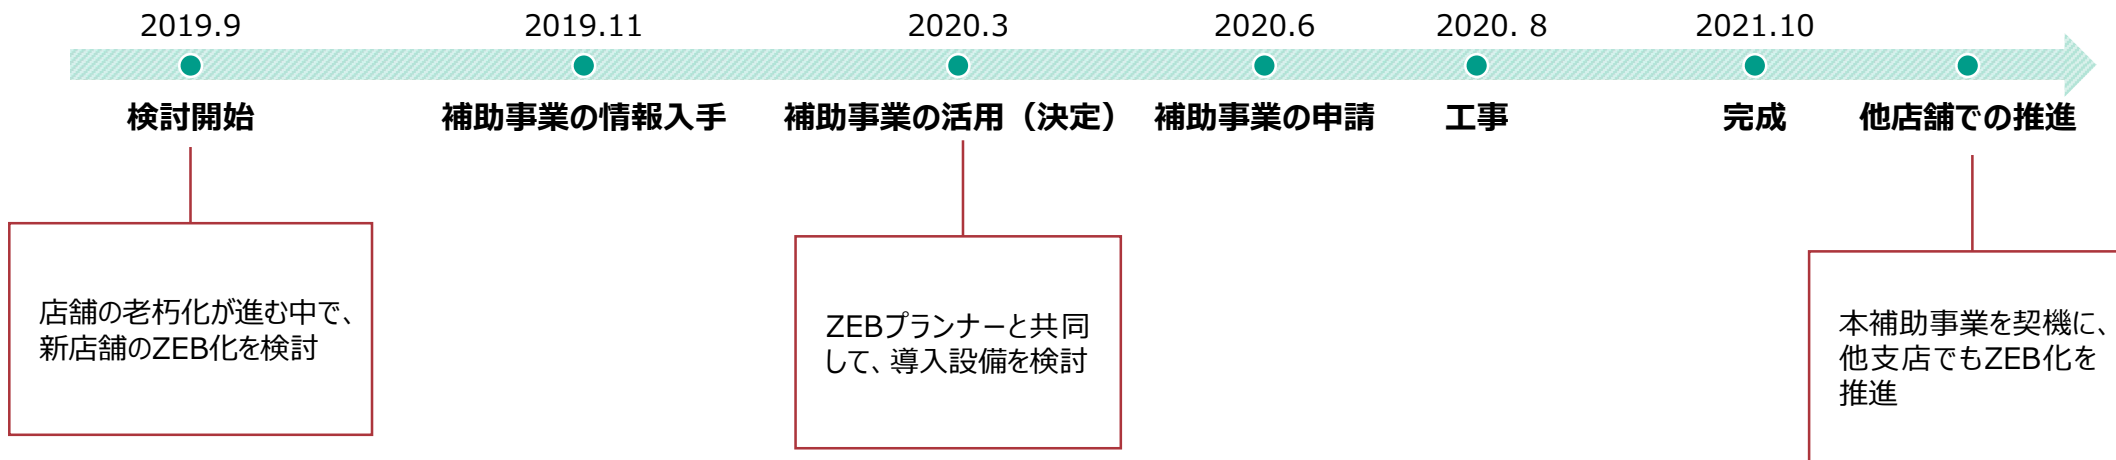 2019.9
2019.11
2020.3
2020.6
2020. 8
2021.10
検討開始
補助事業の情報入手
補助事業の活用（決定）
補助事業の申請
工事
完成
他店舗での推進
店舗の老朽化が進む中で、
新店舗のZEB化を検討
ZEBプランナーと共同
して、導入設備を検討
本補助事業を契機に、
他支店でもZEB化を
推進